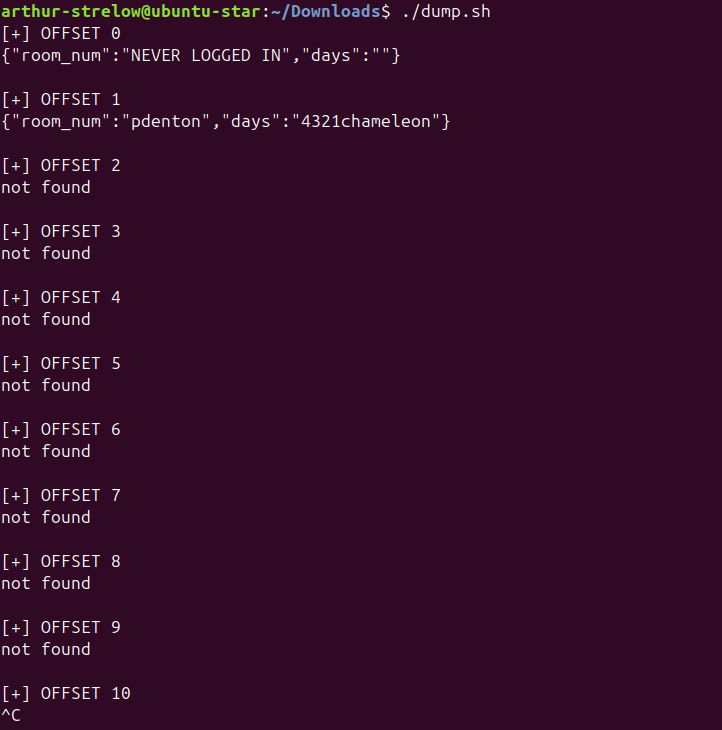 arthur-strelow@ubuntu-star:~/Downloads$ ./dump.sh
[+] OFFSET 0
{"room_num":"NEVER LOGGED IN","days":""}
[+] OFFSET 1
{"room_num":"pdenton","days":"4321chameleon"}
[+] OFFSET 2
not found
[+] OFFSET 3
not found
[+] OFFSET 4
not found
[+] OFFSET 5
not found
[+] OFFSET 6
not found
[+] OFFSET 7
not found
[+] OFFSET 8
not found
[+] OFFSET 9
not found
[+] OFFSET 10
^C